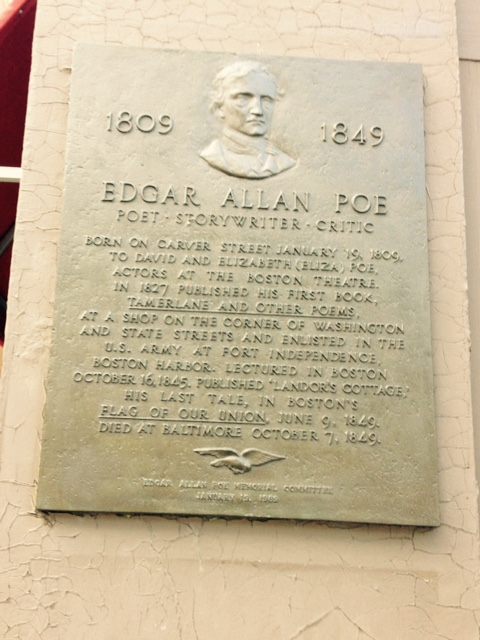 1809
1849
EDGAR ALLAN POE
POET · STORYWRITER · CRITIC
BORN ON CARVER STREET JANUARY 19, 1809,
TO DAVID AND ELIZABETH (ELIZA) POE,
ACTORS AT THE BOSTON THEATRE.
IN 1827 PUBLISHED HIS FIRST BOOK,
TAMERLANE AND OTHER POEMS,
AT A SHOP ON THE CORNER OF WASHINGTON
AND STATE STREETS AND ENLISTED IN THE
U.S. ARMY AT FORT INDEPENDENCE,
BOSTON HARBOR. LECTURED IN BOSTON
OCTOBER 16, 1845. PUBLISHED "LANDOR'S COTTAGE,"
HIS LAST TALE, IN BOSTON'S
FLAG OF OUR UNION, JUNE 9, 1849.
DIED AT BALTIMORE OCTOBER 7, 1849.
EDGAR ALLAN POE MEMORIAL COMMITTEE
JANUARY 19, 1989